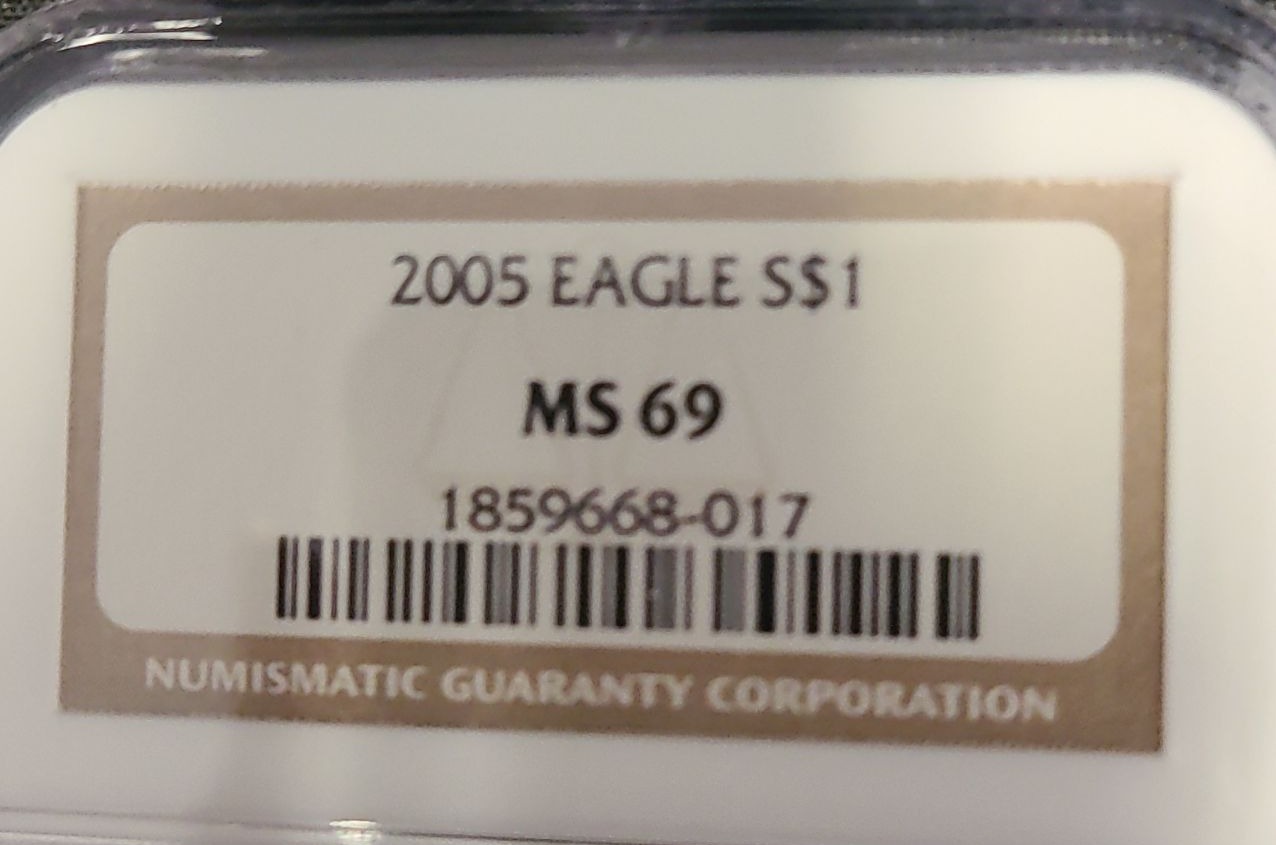 2005 EAGLE S$1
MS 69
1859668-017
NUMISMATIC GUARANTY CORPORATION